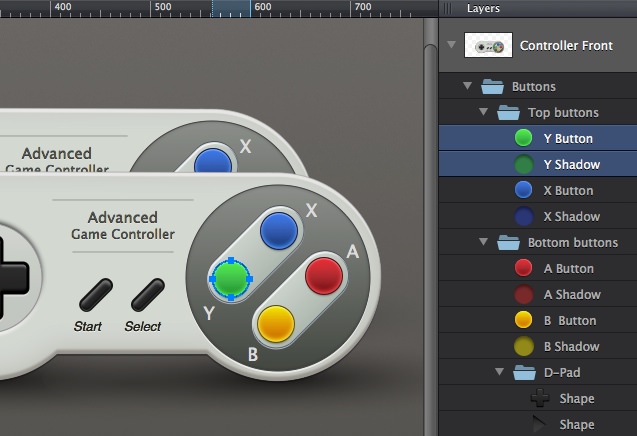 400 500 600 700
Layers
Controller Front
Buttons
Top buttons
Y Button
Y Shadow
X Button
X Shadow
Bottom buttons
A Button
A Shadow
B Button
B Shadow
D-Pad
Shape
Shape
Advanced
Game Controller
X
Advanced
Game Controller
X
A
Y
B
Start
Select